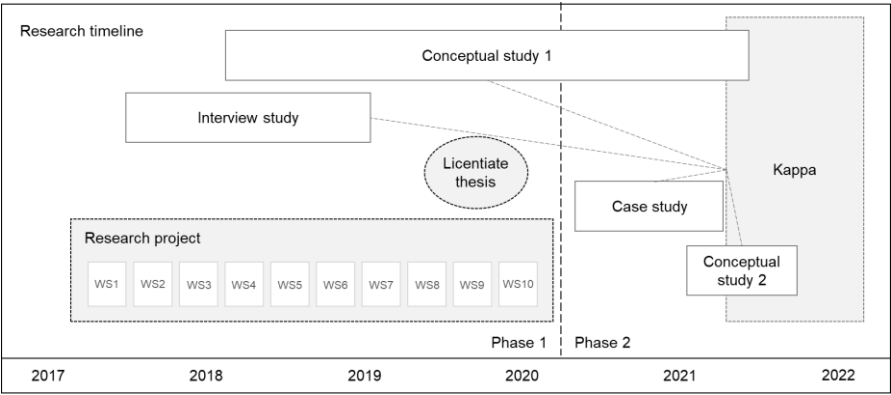 Research timeline
Conceptual study 1
Interview study
Licentiate
thesis
Kappa
Case study
Research project
WS1 WS2 WS3 WS4 WS5 WS6 WS7 WS8 WS9 WS10
Conceptual
study 2
Phase 1 Phase 2
2017 2018 2019 2020 2021 2022